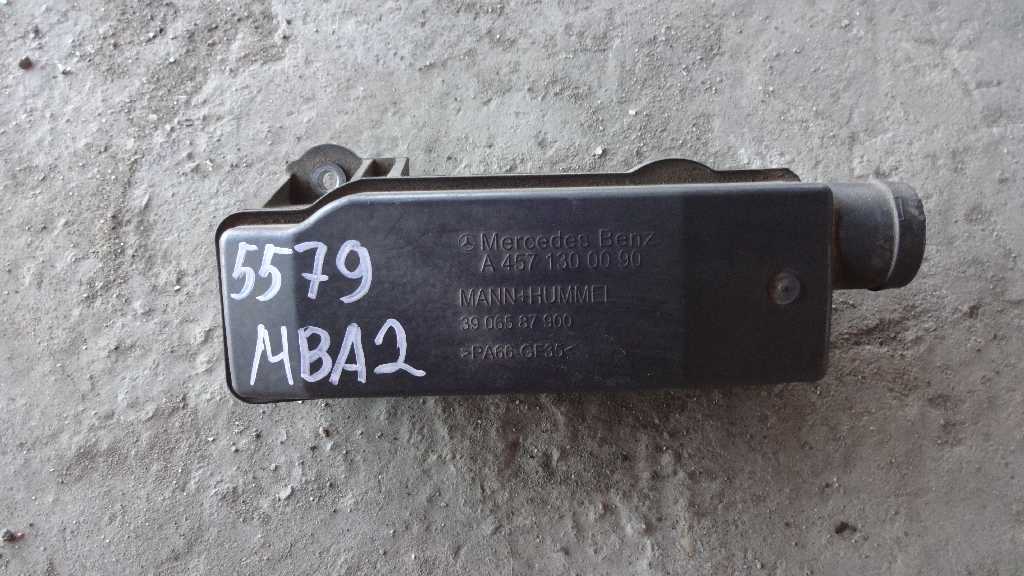 5579
MBA2
Mercedes Benz
A 457 130 00 90
MANN+HUMMEL
39 065 87 900
>PA66-GF35<